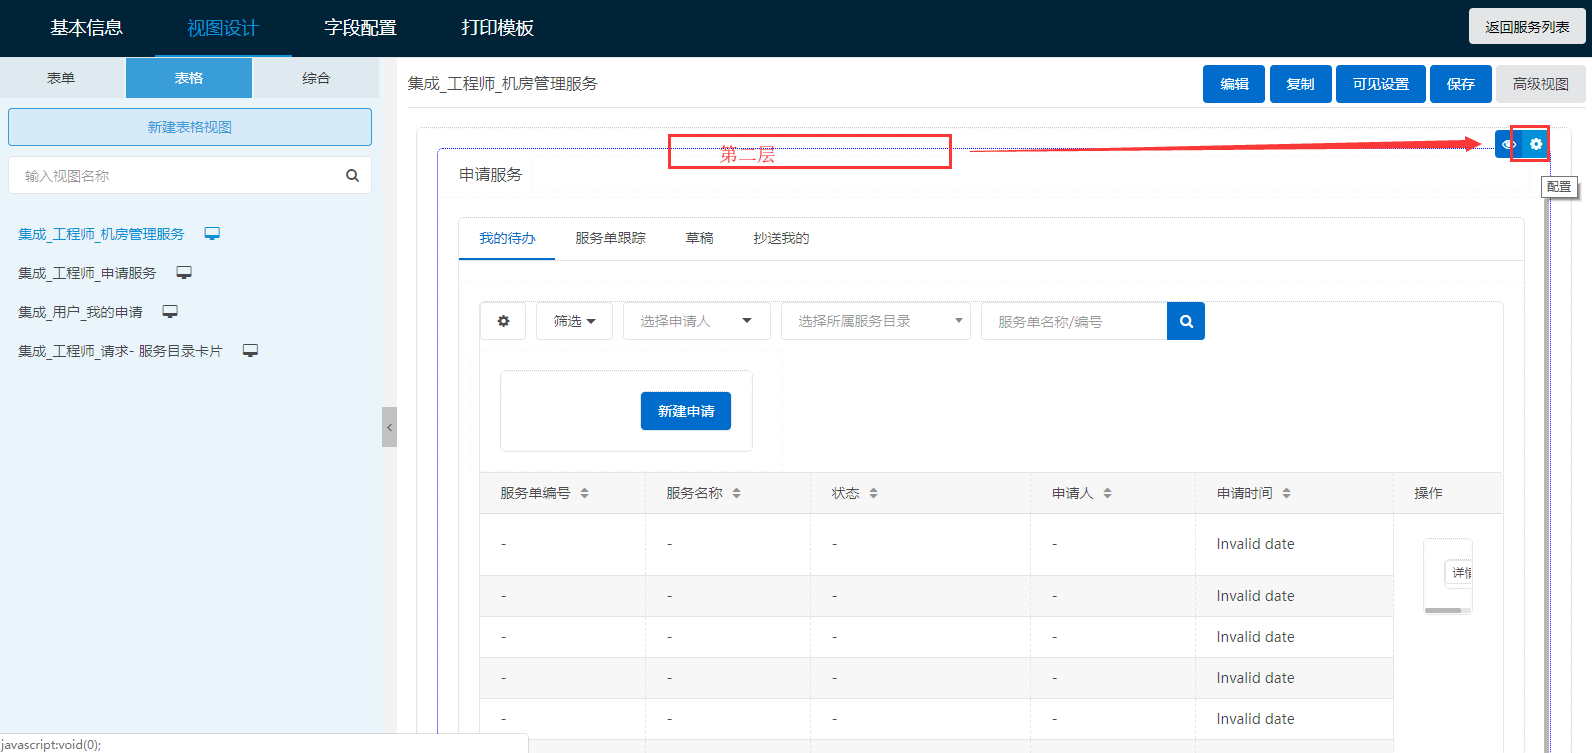 基本信息 视图设计 字段配置 打印模板 返回服务列表
表单 表格 综合
新建表格视图
输入视图名称
集成_工程师_机房管理服务
集成_工程师_申请服务
集成_用户_我的申请
集成_工程师_请求- 服务目录卡片
集成_工程师_机房管理服务 编辑 复制 可见设置 保存 高级视图
第二层
配置
申请服务
我的待办 服务单跟踪 草稿 抄送我的
筛选 选择申请人 选择所属服务目录 服务单名称/编号
新建申请
服务单编号 服务名称 状态 申请人 申请时间 操作
- - - - Invalid date 详情
- - - - Invalid date
- - - - Invalid date
- - - - Invalid date
- - - - Invalid date
javascript:void(0);